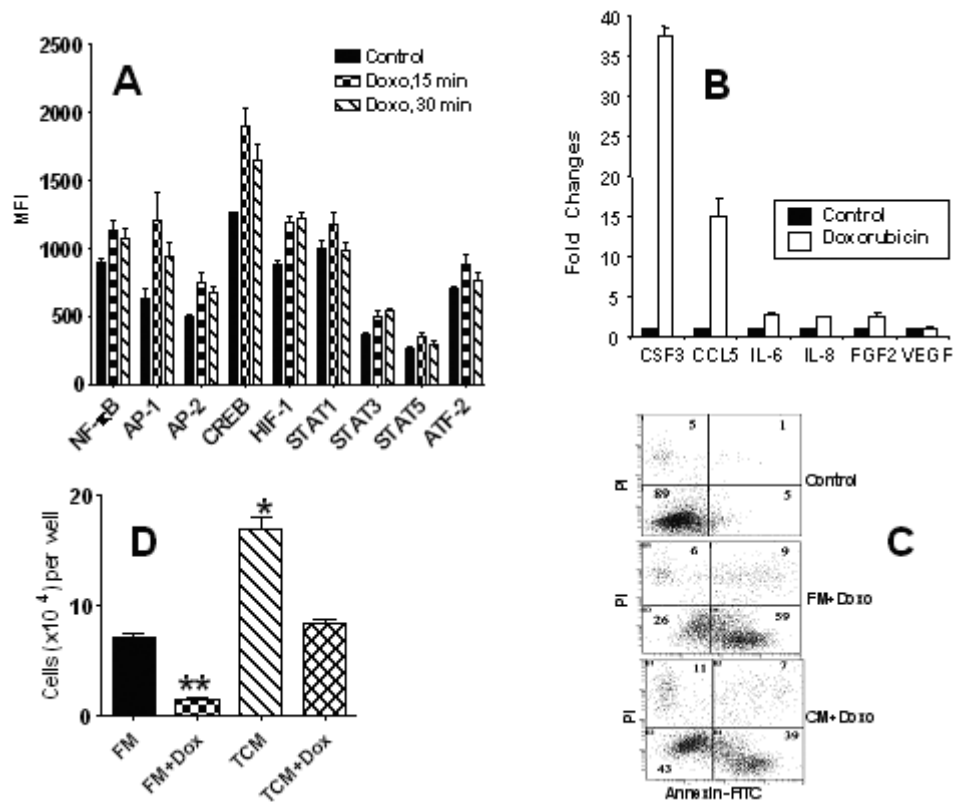 A
2500
2000
1500
1000
500
0
MFI
Control
Doxo, 15 min
Doxo, 30 min
NF-κB
AP-1
AP-2
CREB
HIF-1
STAT1
STAT3
STAT5
ATF-2
B
40
35
30
25
20
15
10
5
0
Fold Changes
Control
Doxorubicin
CSF3
CCL5
IL-6
IL-8
FGF2
VEGF
D
20
10
0
Cells (x10 4) per well
*
**
FM
FM+Dox
TCM
TCM+Dox
C
5
1
89
5
PI
Control
6
9
26
59
PI
FM+Doxo
11
7
43
39
PI
CM+Doxo
Annexin-FITC